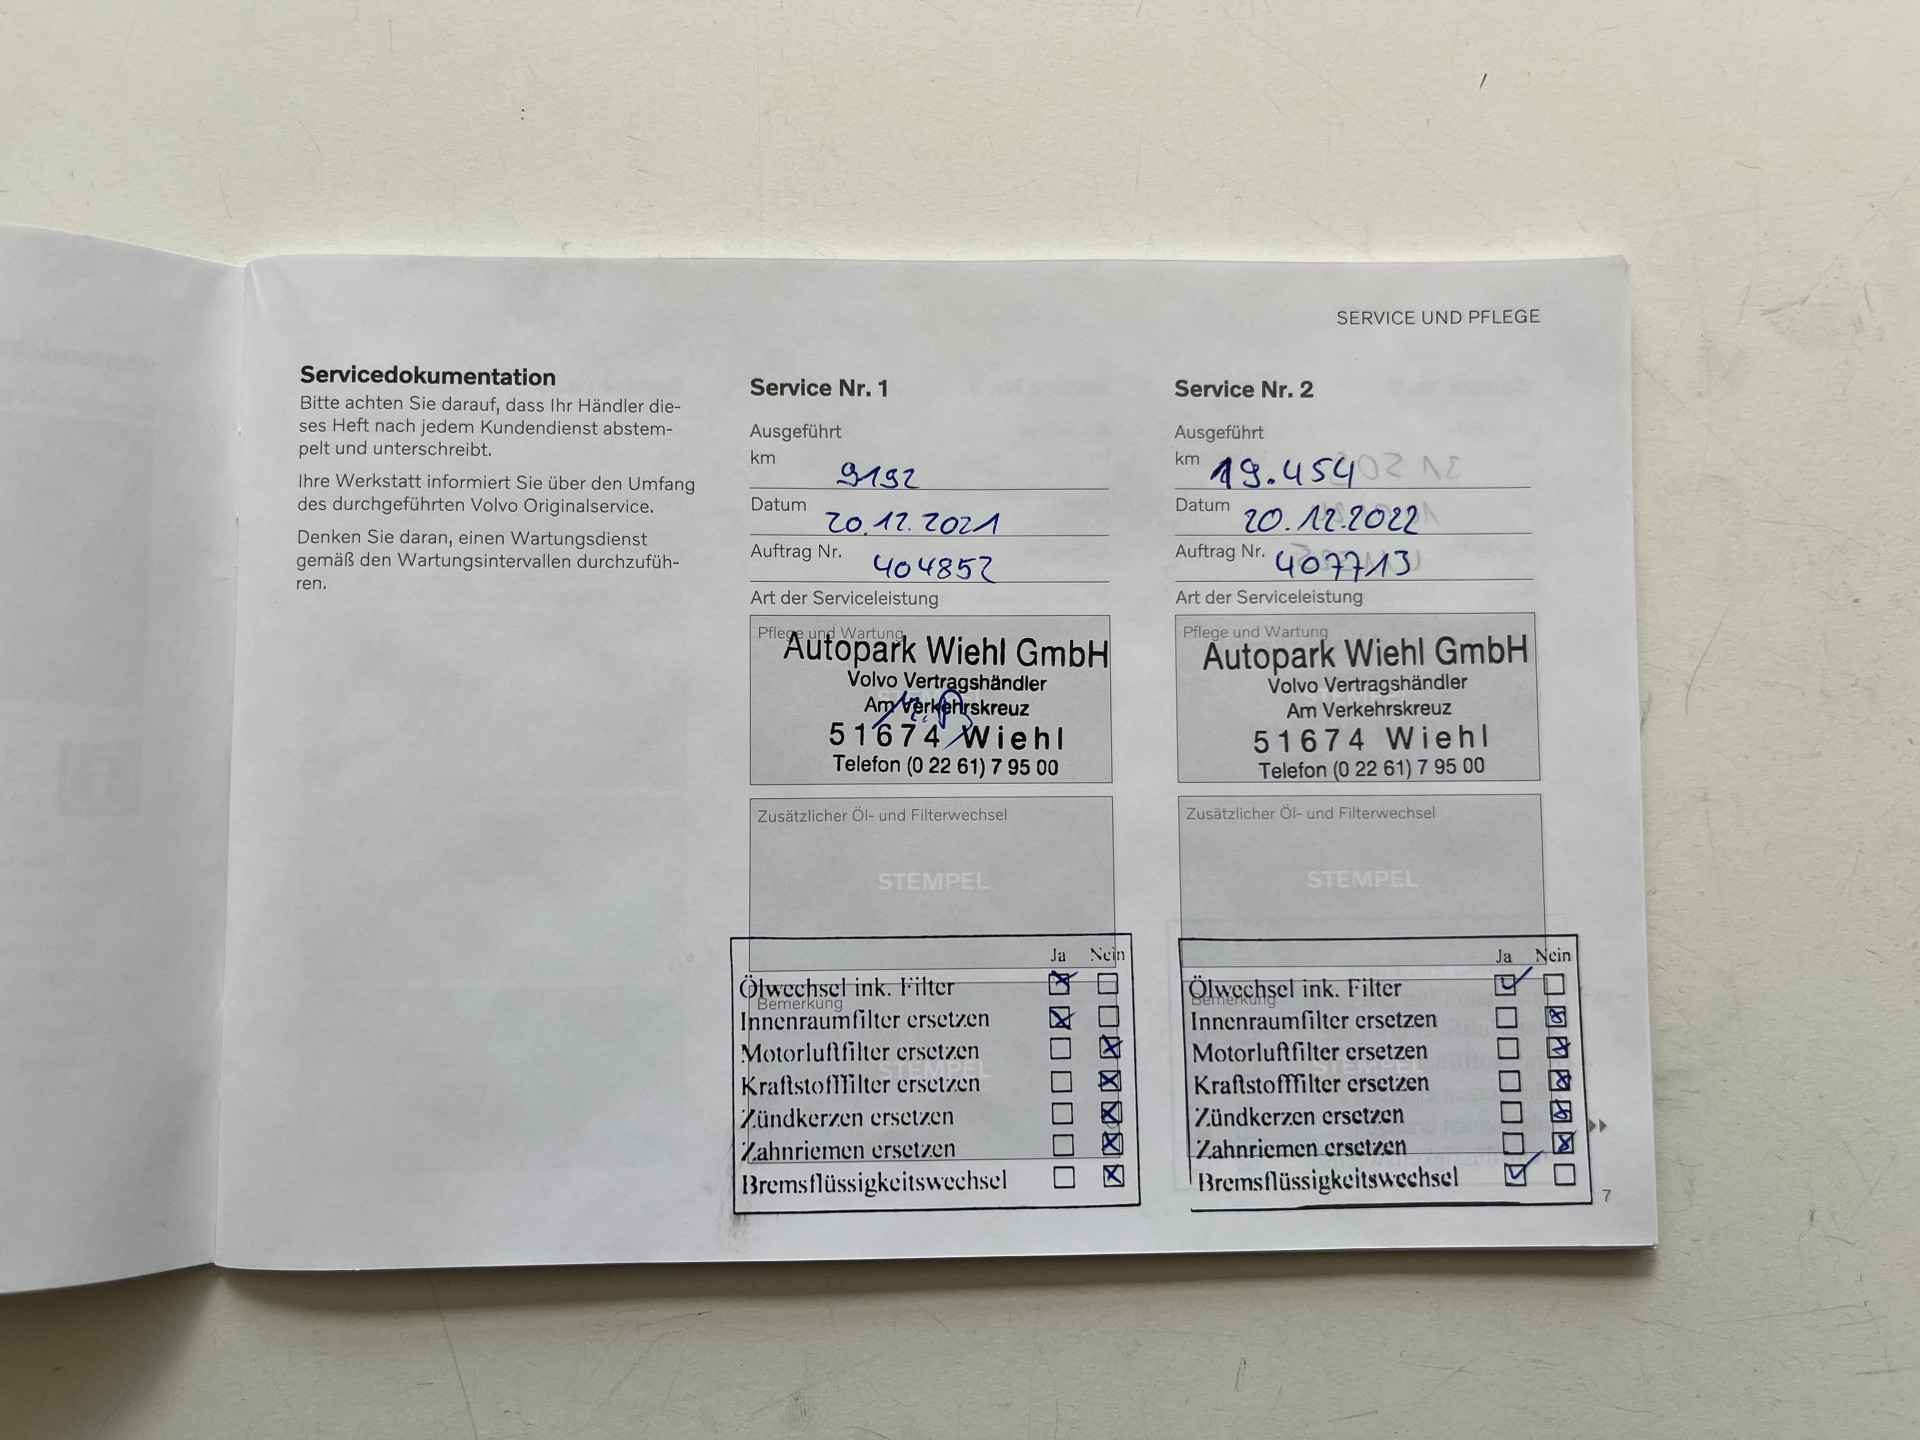 SERVICE UND PFLEGE
Servicedokumentation
Bitte achten Sie darauf, dass Ihr Händler die-
ses Heft nach jedem Kundendienst abstem-
pelt und unterschreibt.
Ihre Werkstatt informiert Sie über den Umfang
des durchgeführten Volvo Originalservice.
Denken Sie daran, einen Wartungsdienst
gemäß den Wartungsintervallen durchzufüh-
ren.
Service Nr. 1
Ausgeführt
km 9192
Datum 20.12.2021
Auftrag Nr. 404852
Art der Serviceleistung
Pflege und Wartung
Autopark Wiehl GmbH
Volvo Vertragshändler
Am Verkehrskreuz
51674 Wiehl
Telefon (0 22 61) 7 95 00
Zusätzlicher Öl- und Filterwechsel
STEMPEL
Ja Nein
Ölwechsel ink. Filter
Bemerkung
Innenraumfilter ersetzen
Motorluftfilter ersetzen
STEMPEL
Kraftstofffilter ersetzen
Zündkerzen ersetzen
Zahnriemen ersetzen
Bremsflüssigkeitswechsel
Service Nr. 2
Ausgeführt
km 19.454
Datum 20.12.2022
Auftrag Nr. 407713
Art der Serviceleistung
Pflege und Wartung
Autopark Wiehl GmbH
Volvo Vertragshändler
Am Verkehrskreuz
51674 Wiehl
Telefon (0 22 61) 7 95 00
Zusätzlicher Öl- und Filterwechsel
STEMPEL
Ja Nein
Ölwechsel ink. Filter
Bemerkung
Innenraumfilter ersetzen
Motorluftfilter ersetzen
STEMPEL
Kraftstofffilter ersetzen
Zündkerzen ersetzen
Zahnriemen ersetzen
Bremsflüssigkeitswechsel
7